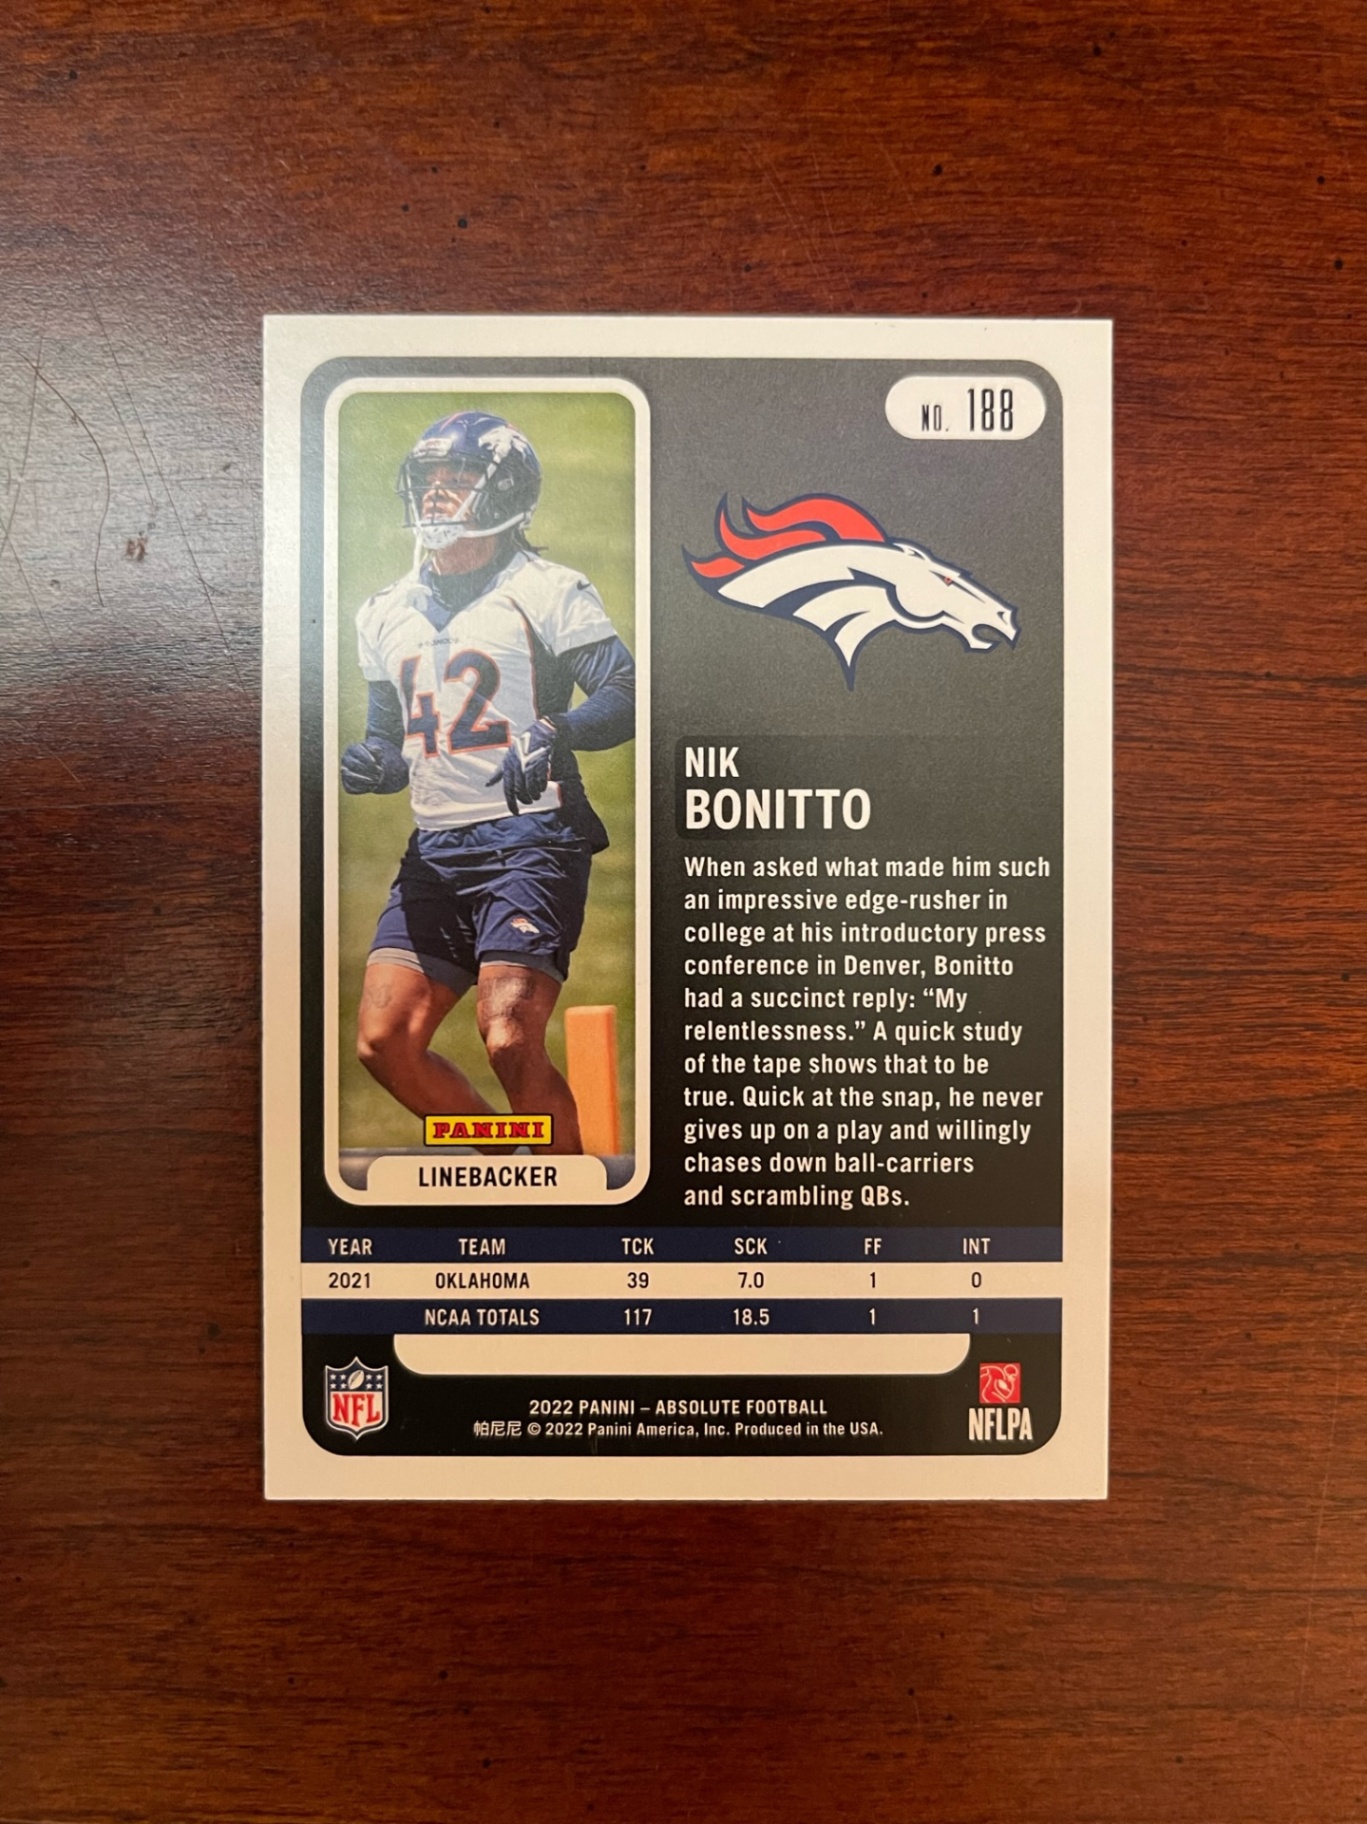 NO. 188
42
NIK
BONITTO
When asked what made him such
an impressive edge-rusher in
college at his introductory press
conference in Denver, Bonitto
had a succinct reply: “My
relentlessness.” A quick study
of the tape shows that to be
true. Quick at the snap, he never
gives up on a play and willingly
chases down ball-carriers
and scrambling QBs.
PANINI
LINEBACKER
YEAR TEAM TCK SCK FF INT
2021 OKLAHOMA 39 7.0 1 0
NCAA TOTALS 117 18.5 1 1
NFL
2022 PANINI – ABSOLUTE FOOTBALL
帕尼尼 © 2022 Panini America, Inc. Produced in the USA.
NFLPA